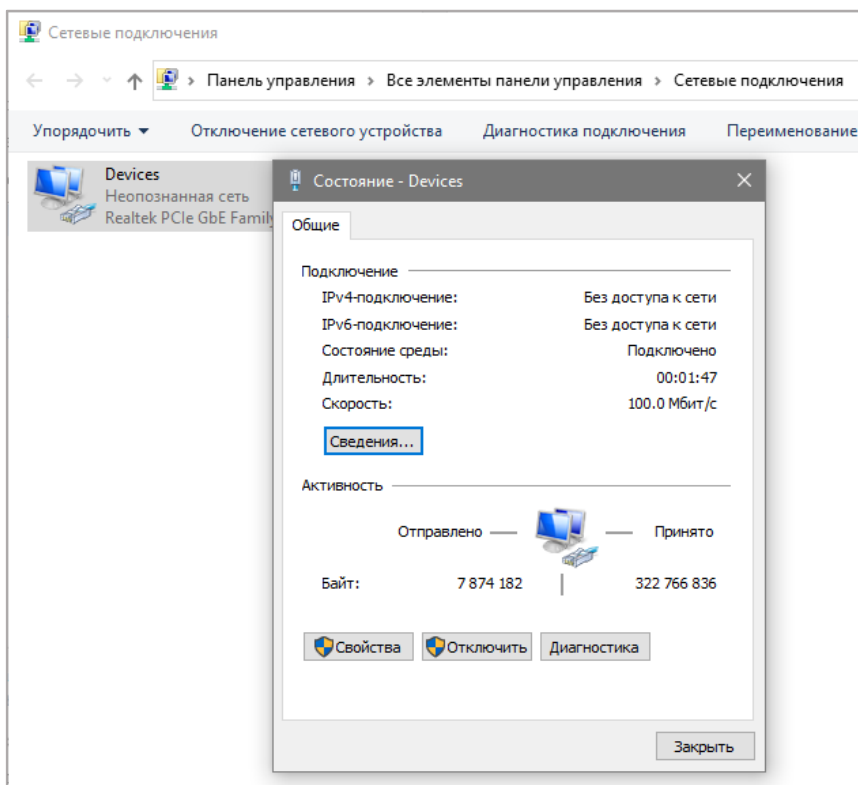 Сетевые подключения
Панель управления › Все элементы панели управления › Сетевые подключения
Упорядочить Отключение сетевого устройства Диагностика подключения Переименование
Devices
Неопознанная сеть
Realtek PCIe GbE Family
Состояние - Devices
Общие
Подключение
IPv4-подключение: Без доступа к сети
IPv6-подключение: Без доступа к сети
Состояние среды: Подключено
Длительность: 00:01:47
Скорость: 100.0 Мбит/с
Сведения...
Активность
Отправлено — — Принято
Байт: 7 874 182 | 322 766 836
Свойства Отключить Диагностика
Закрыть